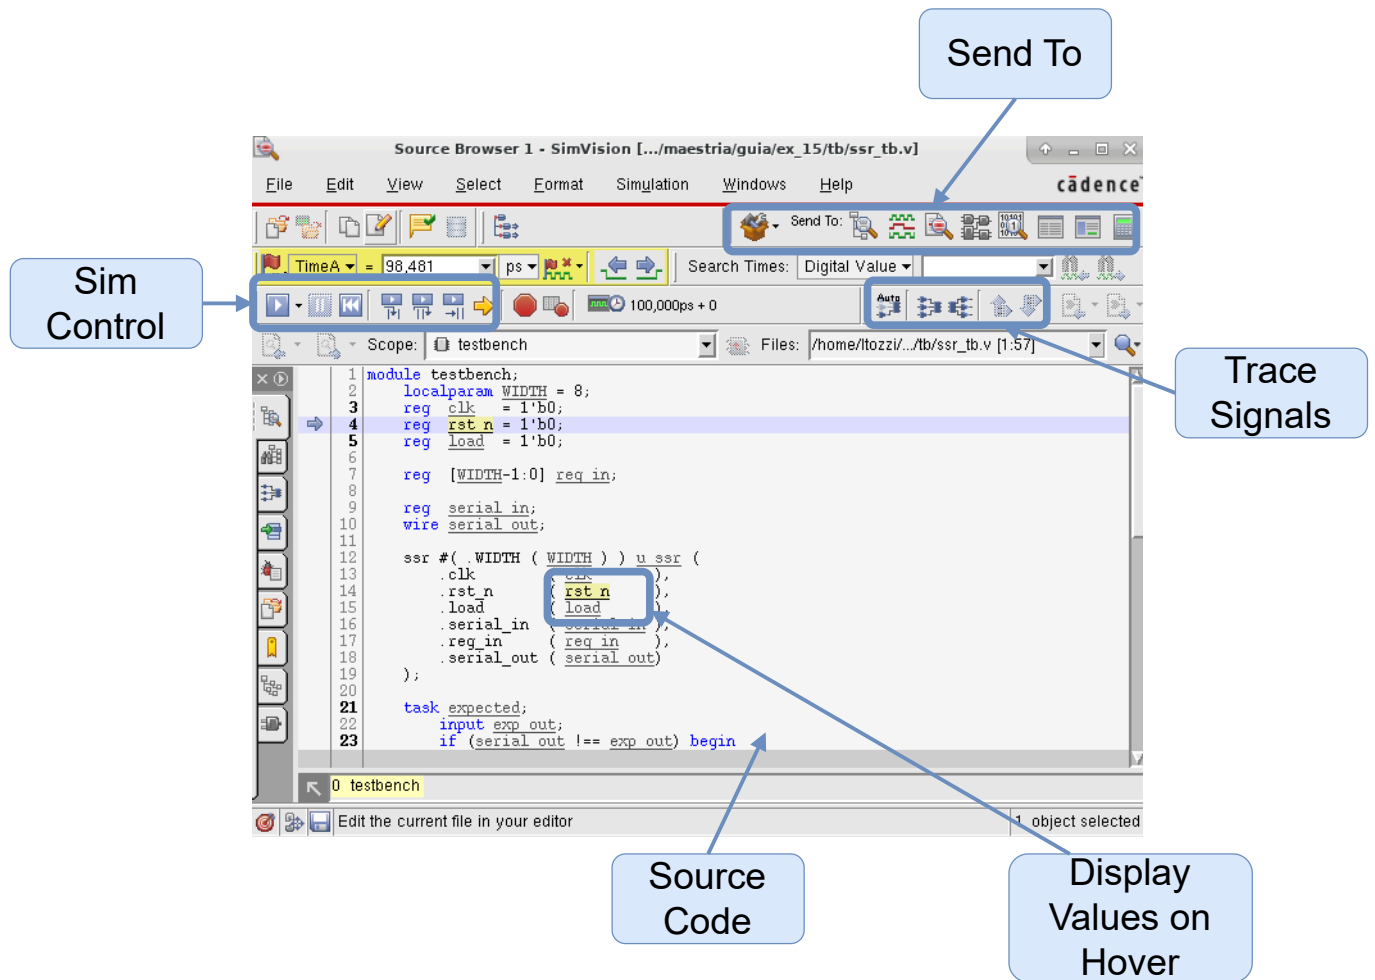 Send To
Source Browser 1 - SimVision [.../maestria/guia/ex_15/tb/ssr_tb.v]
File Edit View Select Format Simulation Windows Help cādence
Send To:
TimeA = 98,481 ps Search Times: Digital Value
Sim
Control
100,000ps + 0
Auto
Scope: testbench Files: /home/ltozzi/.../tb/ssr_tb.v [1:57]
Trace
Signals
1 module testbench;
2 localparam WIDTH = 8;
3 reg clk = 1'b0;
4 reg rst_n = 1'b0;
5 reg load = 1'b0;
6
7 reg [WIDTH-1:0] req_in;
8
9 reg serial_in;
10 wire serial_out;
11
12 ssr #( .WIDTH ( WIDTH ) ) u_ssr (
13 .clk ( clk ),
14 .rst_n ( rst_n ),
15 .load ( load ),
16 .serial_in ( serial_in ),
17 .req_in ( req_in ),
18 .serial_out ( serial_out)
19 );
20
21 task expected;
22 input exp_out;
23 if (serial_out !== exp_out) begin
0 testbench
Edit the current file in your editor 1 object selected
Source
Code
Display
Values on
Hover